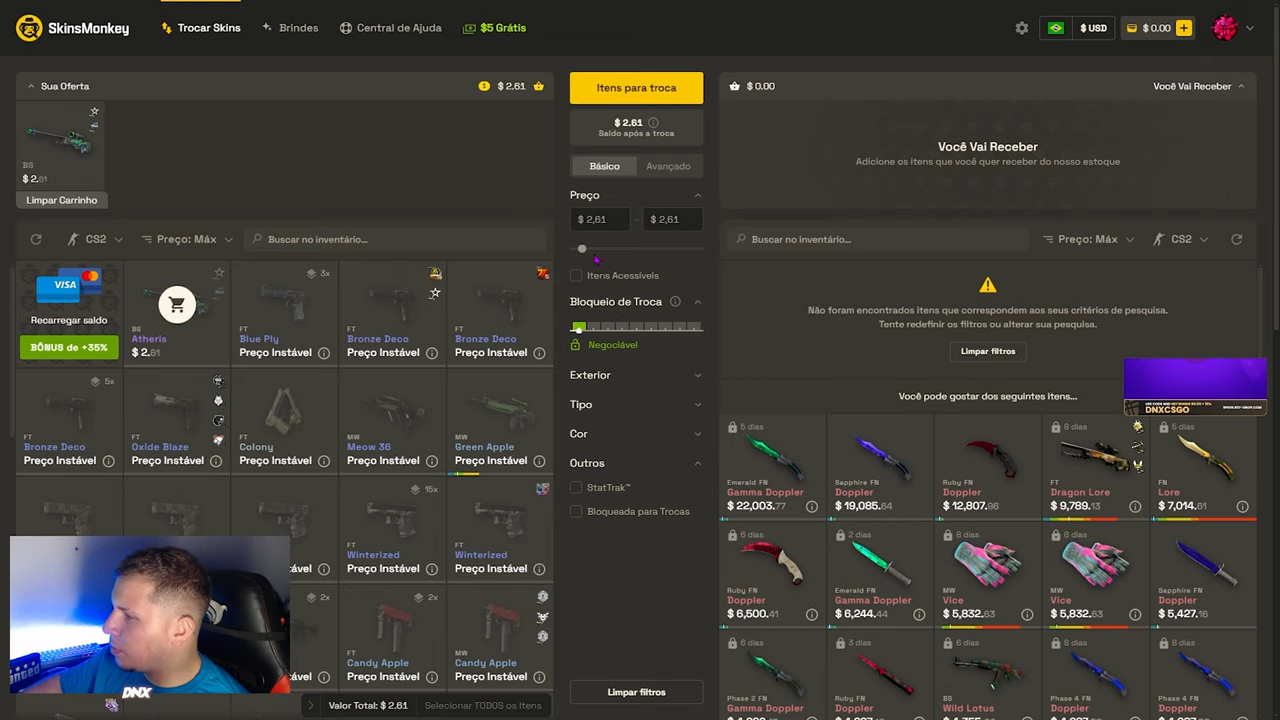 SkinsMonkey
Trocar Skins
Brindes
Central de Ajuda
$5 Grátis
$ USD
$ 0.00
Sua Oferta
1
$ 2.61
BS
$ 2.61
Limpar Carrinho
Itens para troca
$ 2.61
Saldo após a troca
Básico
Avançado
Preço
$ 2,61
-
$ 2,61
Itens Acessíveis
Bloqueio de Troca
Negociável
Exterior
Tipo
Cor
Outros
StatTrak™
Bloqueada para Trocas
Limpar filtros
$ 0.00
Você Vai Receber
Você Vai Receber
Adicione os itens que você quer receber do nosso estoque
CS2
Preço: Máx
Buscar no inventário...
Recarregar saldo
BÔNUS de +35%
VISA
BS
Atheris
$ 2.61
3x
FT
Blue Ply
Preço Instável
FT
Bronze Deco
Preço Instável
FT
Bronze Deco
Preço Instável
5x
FT
Bronze Deco
Preço Instável
FT
Oxide Blaze
Preço Instável
FT
Colony
Preço Instável
MW
Meow 36
Preço Instável
MW
Green Apple
Preço Instável
15x
FT
Winterized
Preço Instável
FT
Winterized
Preço Instável
2x
2x
FT
Candy Apple
Preço Instável
MW
Candy Apple
Preço Instável
DNX
Valor Total: $ 2.61
Selecionar TODOS os Itens
Buscar no inventário...
Preço: Máx
CS2
Não foram encontrados itens que correspondem aos seus critérios de pesquisa.
Tente redefinir os filtros ou alterar sua pesquisa.
Limpar filtros
Você pode gostar dos seguintes itens...
DNXCSGO
5 dias
Emerald FN
Gamma Doppler
$ 22,003.77
5 dias
Sapphire FN
Doppler
$ 19,085.64
Ruby FN
Doppler
$ 12,807.96
8 dias
FT
Dragon Lore
$ 9,789.13
5 dias
FN
Lore
$ 7,014.61
6 dias
Ruby FN
Doppler
$ 6,500.41
2 dias
Emerald FN
Gamma Doppler
$ 6,244.44
8 dias
MW
Vice
$ 5,832.63
8 dias
MW
Vice
$ 5,832.63
5 dias
Sapphire FN
Doppler
$ 5,427.16
6 dias
Phase 2 FN
Gamma Doppler
3 dias
Ruby FN
Doppler
6 dias
BS
Wild Lotus
8 dias
Phase 4 FN
Doppler
8 dias
Phase 4 FN
Doppler